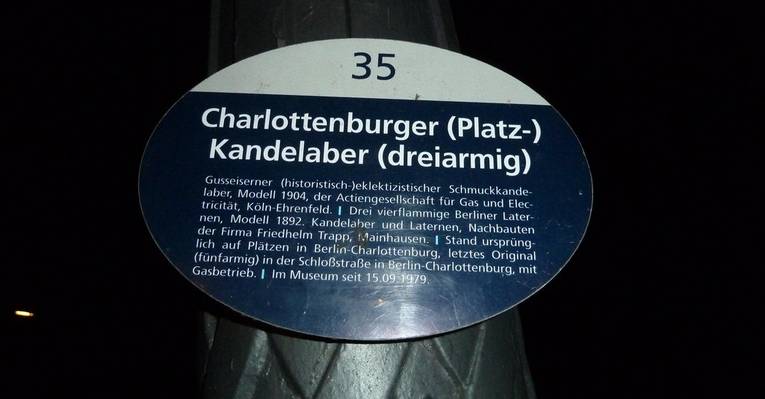 35
Charlottenburger (Platz-)
Kandelaber (dreiarmig)
Gusseiserner (historistisch-)eklektizistischer Schmuckkande-
laber, Modell 1904, der Actiengesellschaft für Gas und Elec-
tricität, Köln-Ehrenfeld. | Drei vierflammige Berliner Later-
nen, Modell 1892. Kandelaber und Laternen, Nachbauten
der Firma Friedhelm Trapp, Mainhausen. | Stand ursprüng-
lich auf Plätzen in Berlin-Charlottenburg, letztes Original
(fünfarmig) in der Schloßstraße in Berlin-Charlottenburg, mit
Gasbetrieb. | Im Museum seit 15.09.1979.